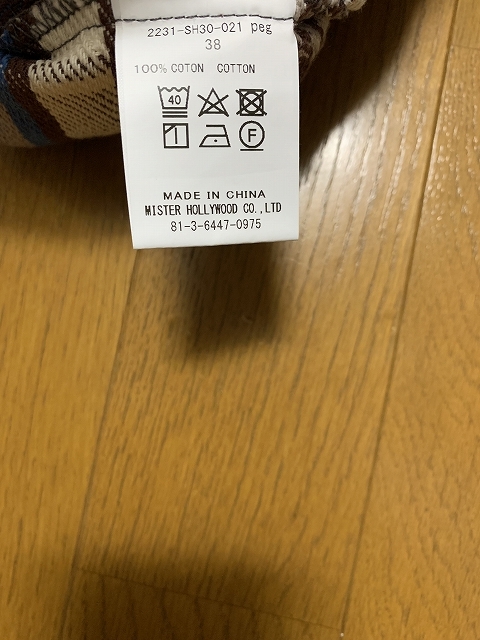 2231-SH30-021 peg
38
100% COTON COTTON
40
F
MADE IN CHINA
MISTER HOLLYWOOD CO.,LTD
81-3-6447-0975